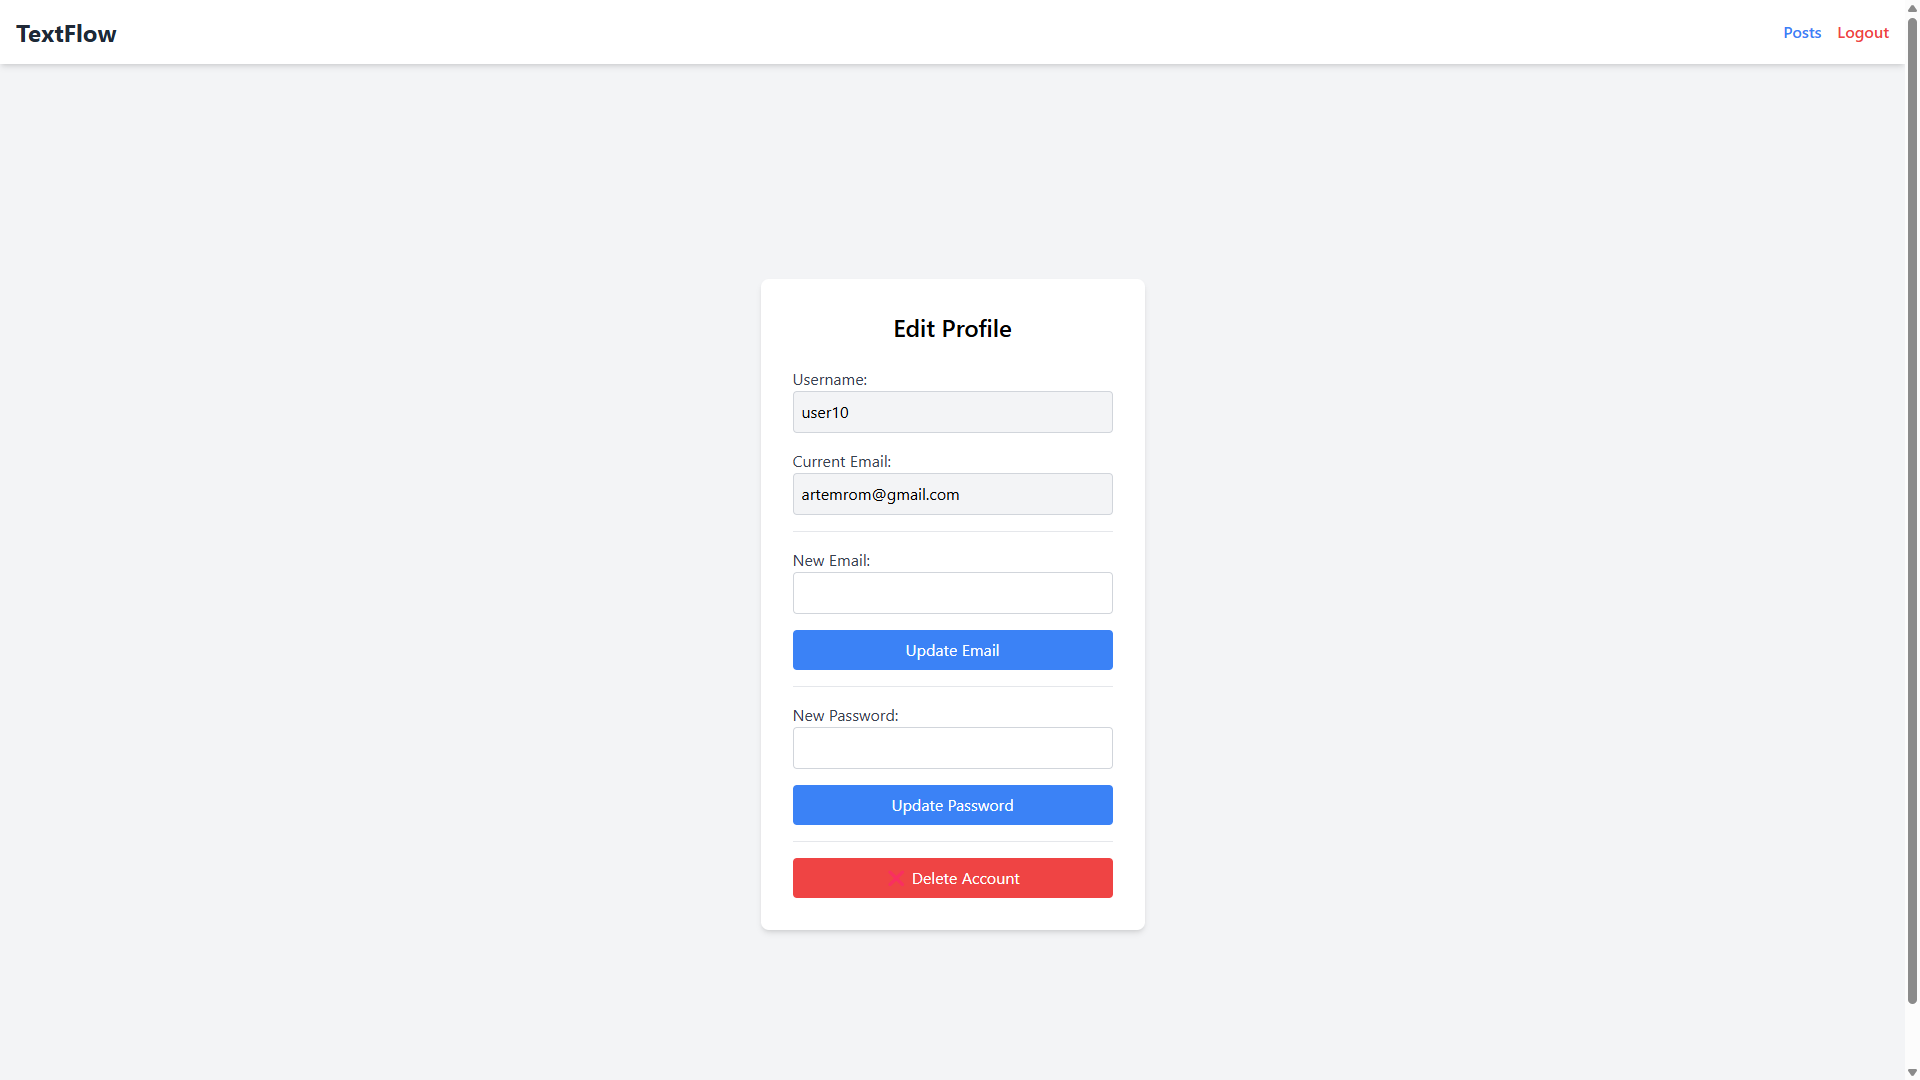 TextFlow
Posts Logout
Edit Profile
Username:
user10
Current Email:
artemrom@gmail.com
New Email:
Update Email
New Password:
Update Password
❌ Delete Account